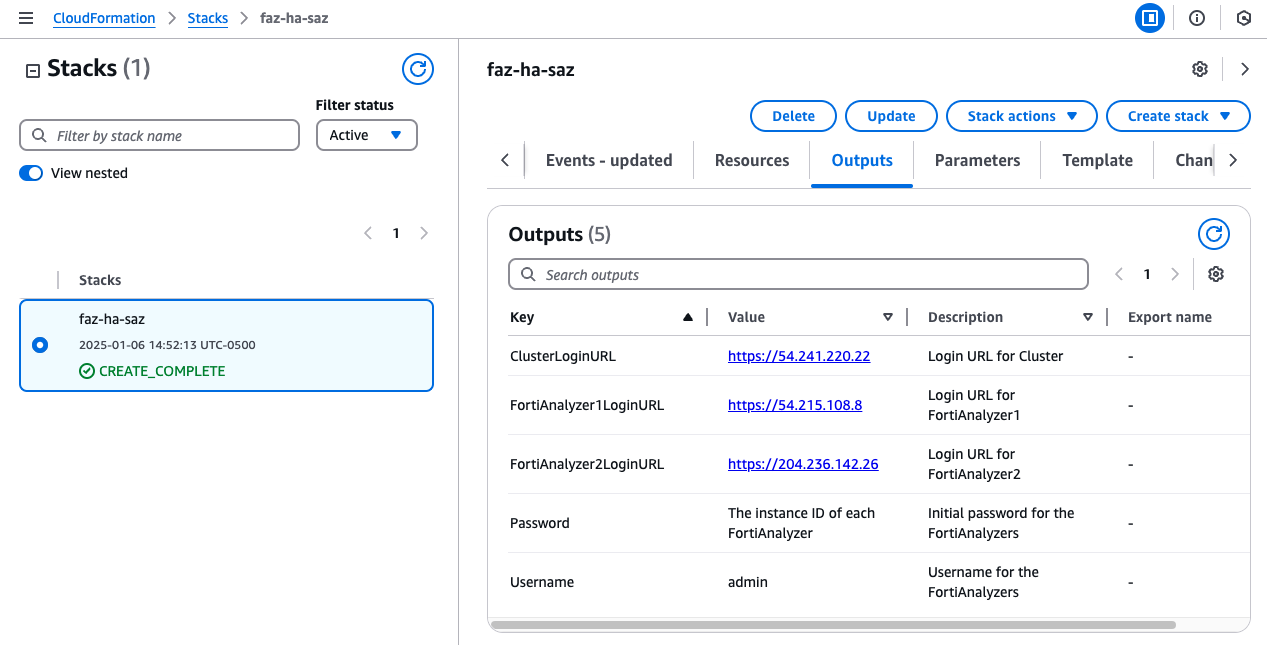 CloudFormation > Stacks > faz-ha-saz
Stacks (1)
Filter status
Filter by stack name
Active
View nested
1
Stacks
faz-ha-saz
2025-01-06 14:52:13 UTC-0500
CREATE_COMPLETE
faz-ha-saz
Delete Update Stack actions Create stack
Events - updated Resources Outputs Parameters Template Chan
Outputs (5)
Search outputs
1
Key Value Description Export name
ClusterLoginURL https://54.241.220.22 Login URL for Cluster -
FortiAnalyzer1LoginURL https://54.215.108.8 Login URL for
FortiAnalyzer1 -
FortiAnalyzer2LoginURL https://204.236.142.26 Login URL for
FortiAnalyzer2 -
Password The instance ID of each
FortiAnalyzer Initial password for the
FortiAnalyzers -
Username admin Username for the
FortiAnalyzers -